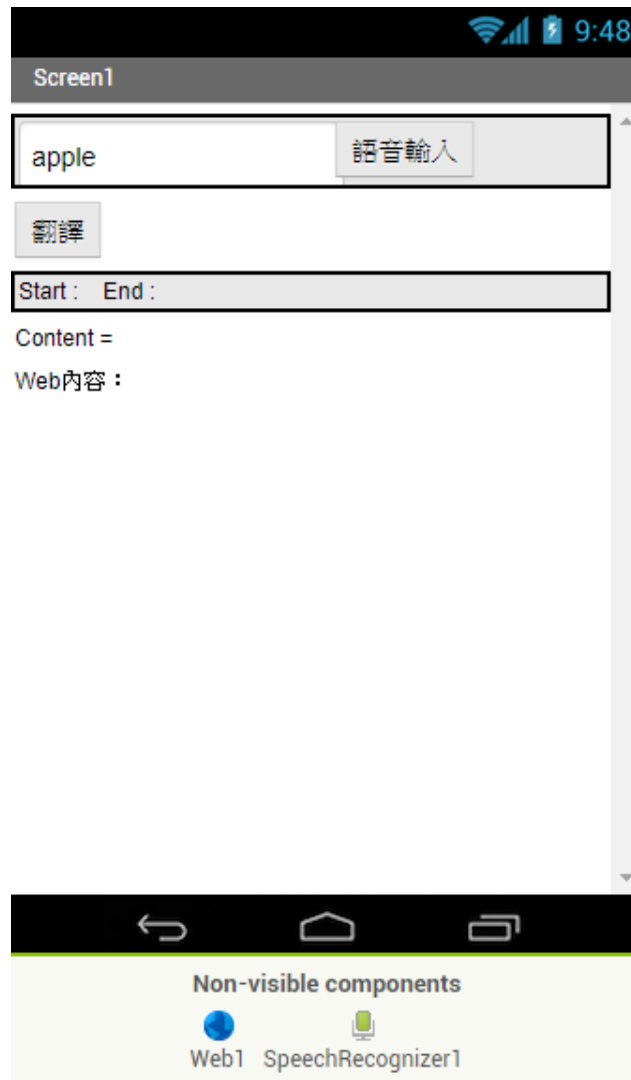 9:48
Screen1
apple 語音輸入
翻譯
Start : End :
Content =
Web內容：
Non-visible components
Web1 SpeechRecognizer1